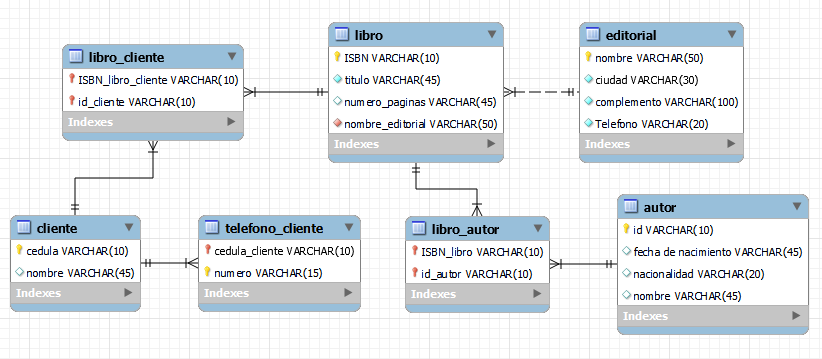 libro_cliente
ISBN_libro_cliente VARCHAR(10)
id_cliente VARCHAR(10)
Indexes
libro
ISBN VARCHAR(10)
titulo VARCHAR(45)
numero_paginas VARCHAR(45)
nombre_editorial VARCHAR(50)
Indexes
editorial
nombre VARCHAR(50)
ciudad VARCHAR(30)
complemento VARCHAR(100)
Telefono VARCHAR(20)
Indexes
cliente
cedula VARCHAR(10)
nombre VARCHAR(45)
Indexes
telefono_cliente
cedula_cliente VARCHAR(10)
numero VARCHAR(15)
Indexes
libro_autor
ISBN_libro VARCHAR(10)
id_autor VARCHAR(10)
Indexes
autor
id VARCHAR(10)
fecha de nacimiento VARCHAR(45)
nacionalidad VARCHAR(20)
nombre VARCHAR(45)
Indexes